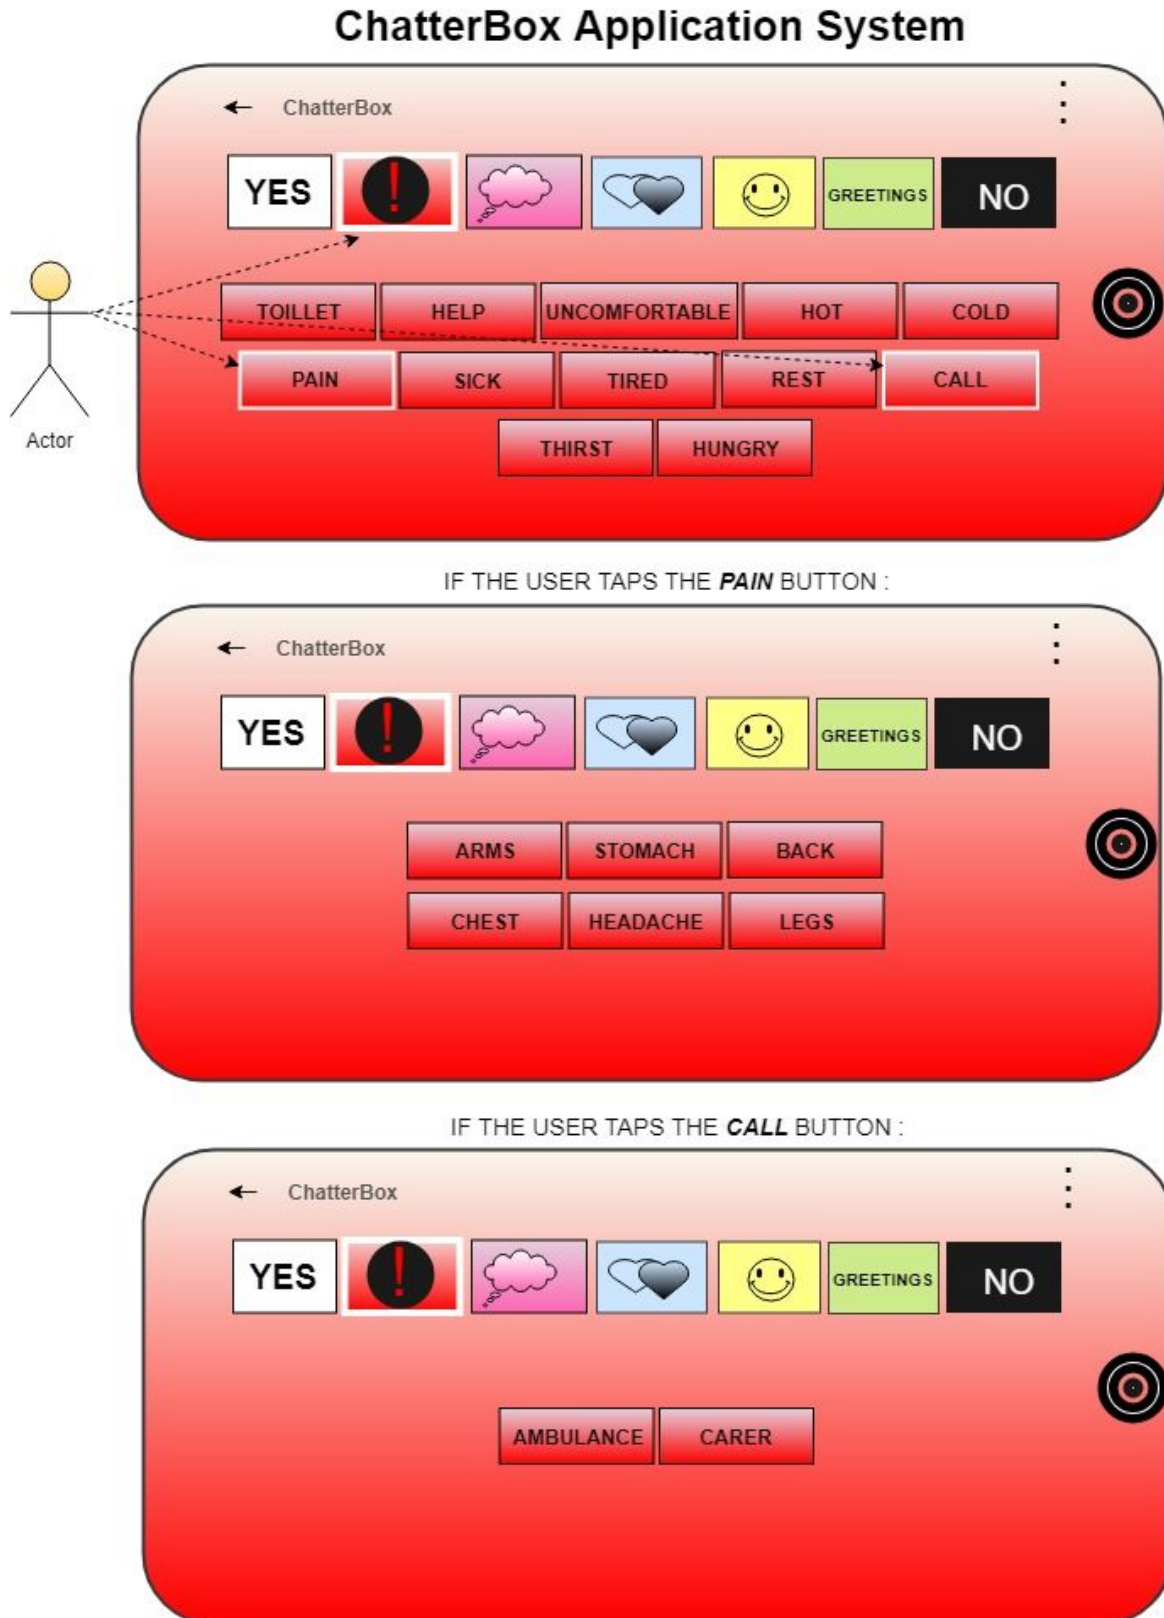 ChatterBox Application System
ChatterBox
YES ! GREETINGS NO
TOILLET HELP UNCOMFORTABLE HOT COLD
PAIN SICK TIRED REST CALL
THIRST HUNGRY
Actor
IF THE USER TAPS THE PAIN BUTTON :
ChatterBox
YES ! GREETINGS NO
ARMS STOMACH BACK
CHEST HEADACHE LEGS
IF THE USER TAPS THE CALL BUTTON :
ChatterBox
YES ! GREETINGS NO
AMBULANCE CARER